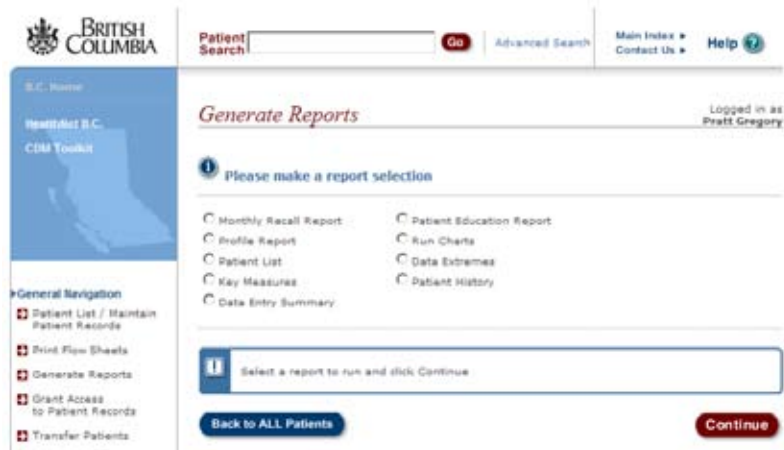 BRITISH
COLUMBIA
Patient
Search
Go
Advanced Search
Main Index
Contact Us
Help ?
B.C. Home
HealthNet B.C.
CDM Toolkit
Generate Reports
Logged in as
Pratt Gregory
Please make a report selection
Monthly Recall Report
Patient Education Report
Profile Report
Run Charts
Patient List
Data Extremes
Key Measures
Patient History
Data Entry Summary
General Navigation
Patient List / Maintain
Patient Records
Print Flow Sheets
Generate Reports
Grant Access
to Patient Records
Transfer Patients
Select a report to run and click Continue
Back to ALL Patients
Continue